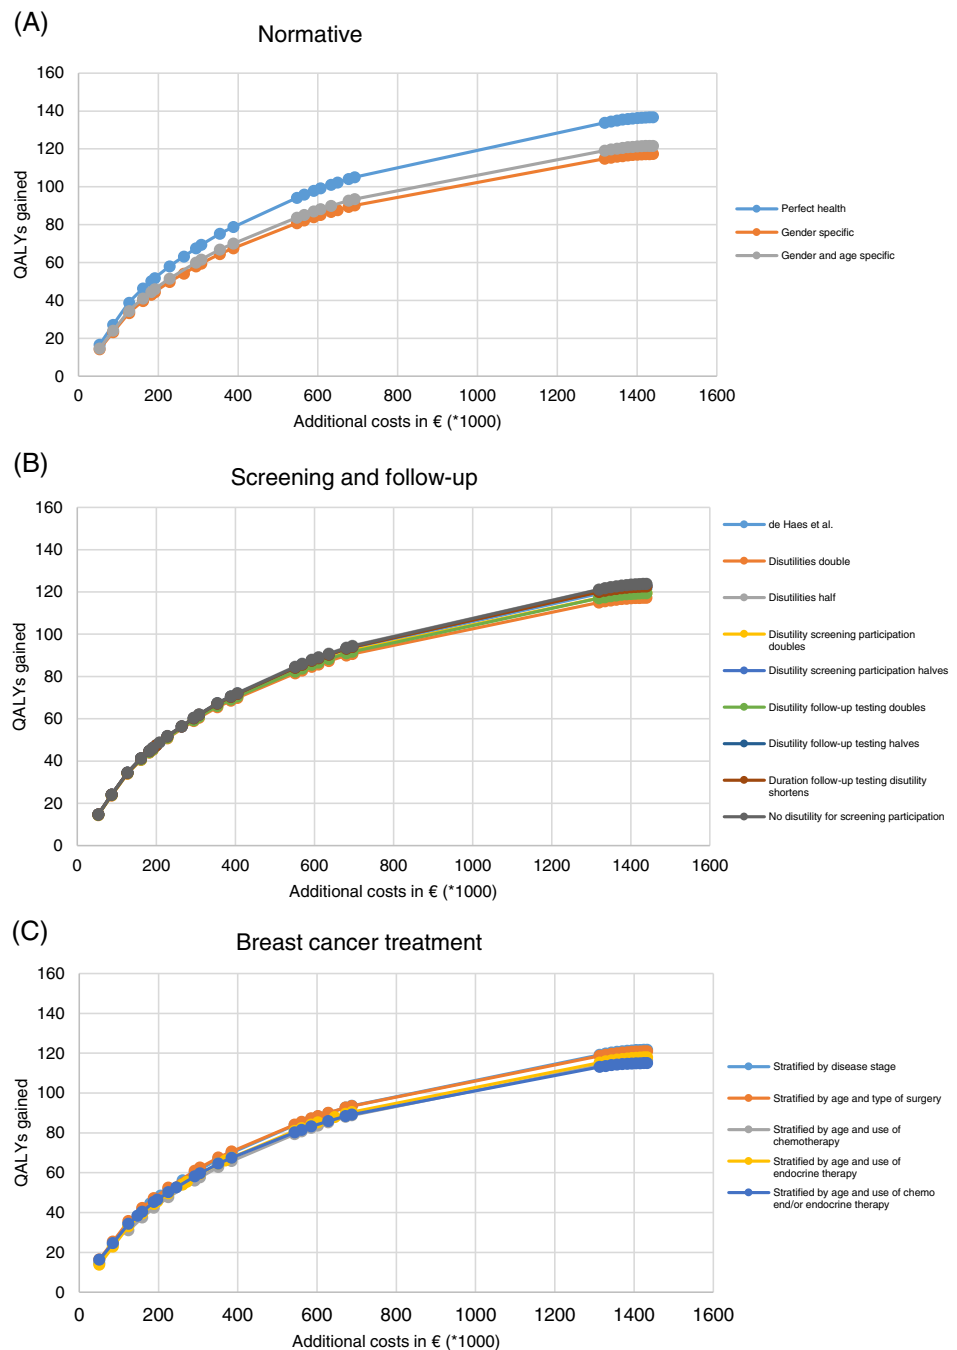 (A)
Normative
160
140
120
100
80
60
40
20
0
QALYs gained
0 200 400 600 800 1000 1200 1400 1600
Additional costs in € (*1000)
Perfect health
Gender specific
Gender and age specific
(B)
Screening and follow-up
160
140
120
100
80
60
40
20
0
QALYs gained
0 200 400 600 800 1000 1200 1400 1600
Additional costs in € (*1000)
de Haes et al.
Disutilities double
Disutilities half
Disutility screening participation
doubles
Disutility screening participation halves
Disutility follow-up testing doubles
Disutility follow-up testing halves
Duration follow-up testing disutility
shortens
No disutility for screening participation
(C)
Breast cancer treatment
160
140
120
100
80
60
40
20
0
QALYs gained
0 200 400 600 800 1000 1200 1400 1600
Additional costs in € (*1000)
Stratified by disease stage
Stratified by age and type of surgery
Stratified by age and use of
chemotherapy
Stratified by age and use of
endocrine therapy
Stratified by age and use of chemo
end/or endocrine therapy